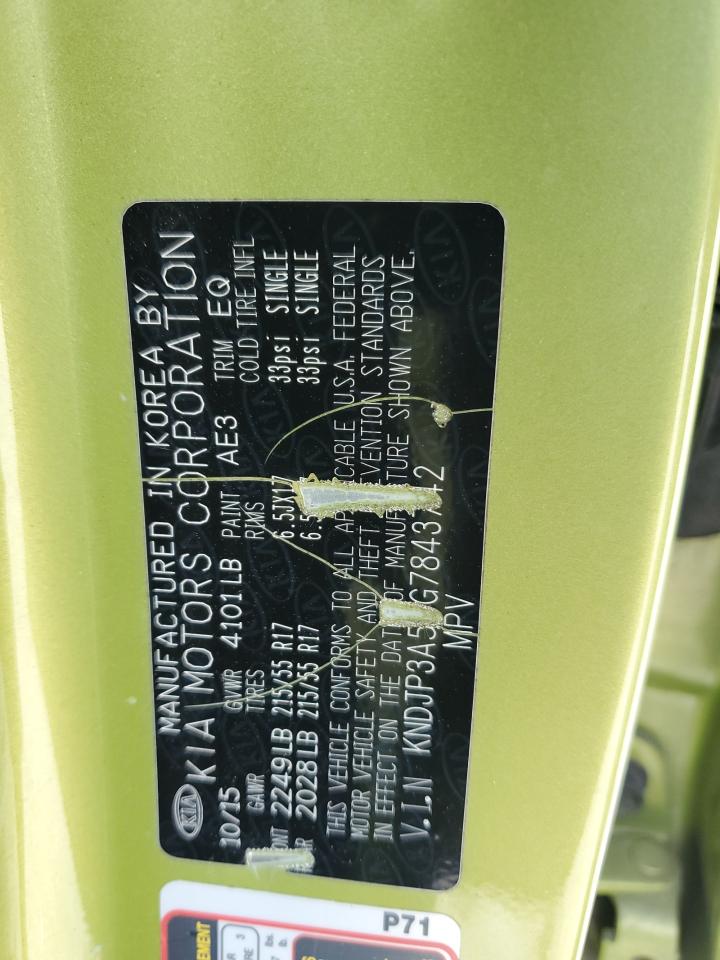 KIA
MANUFACTURED IN KOREA BY
KIA MOTORS CORPORATION
10/15 GVWR 4101LB PAINT AE3 TRIM EQ
GAWR TIRES RIMS COLD TIRE INFL
2249LB 215/55 R17 6.5JX17 33psi SINGLE
2028LB 215/55 R17 33psi SINGLE
THIS VEHICLE CONFORMS TO ALL U.S.A. FEDERAL
MOTOR VEHICLE SAFETY AND THEFT STANDARDS
IN EFFECT ON THE OF SHOWN ABOVE.
V.I.N
MPV
P71